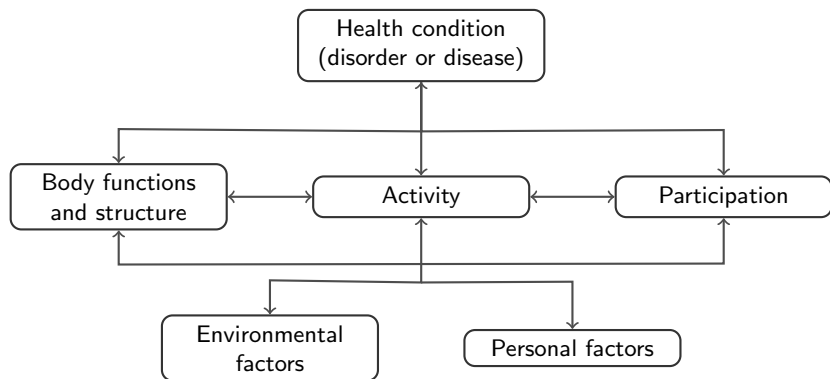 Health condition
(disorder or disease)
Body functions
and structure
Activity
Participation
Environmental
factors
Personal factors